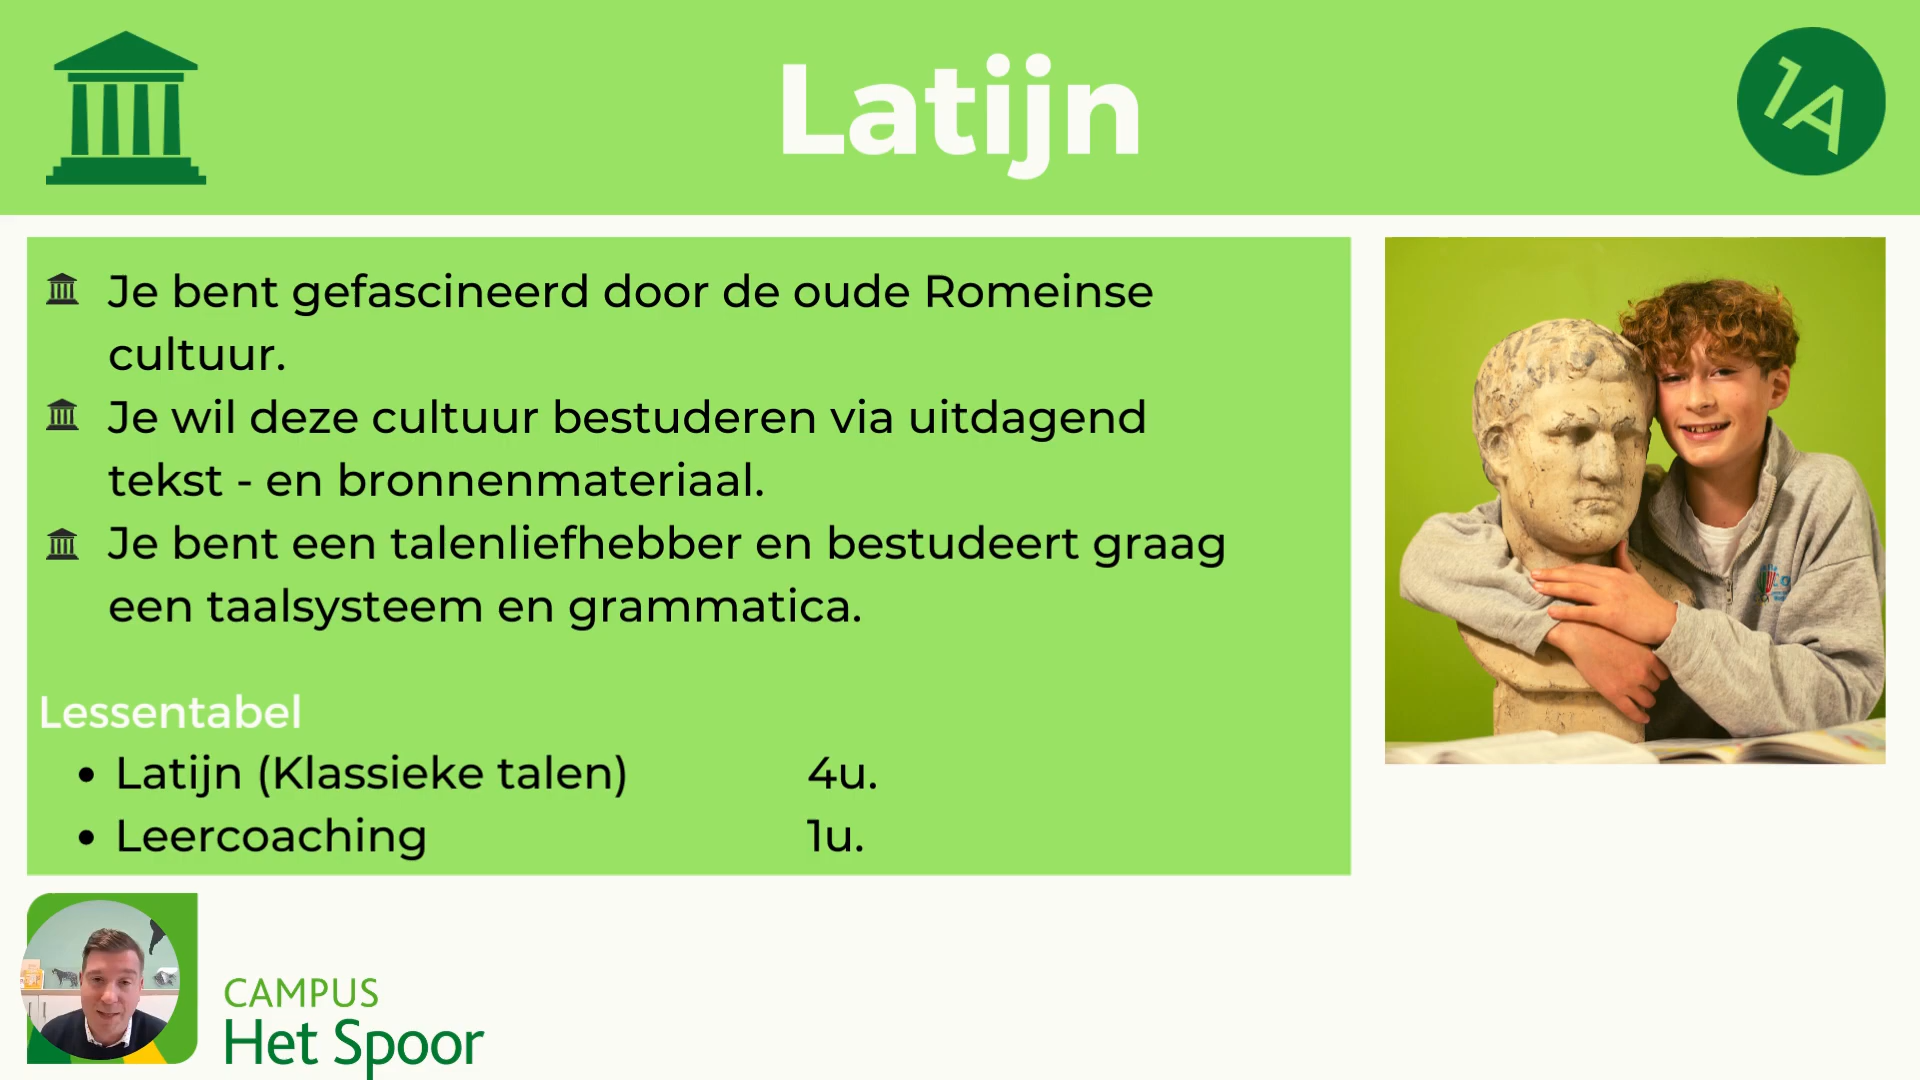 Latijn
1A
Je bent gefascineerd door de oude Romeinse
cultuur.
Je wil deze cultuur bestuderen via uitdagend
tekst - en bronnenmateriaal.
Je bent een talenliefhebber en bestudeert graag
een taalsysteem en grammatica.
Lessentabel
• Latijn (Klassieke talen) 4u.
• Leercoaching 1u.
CAMPUS
Het Spoor